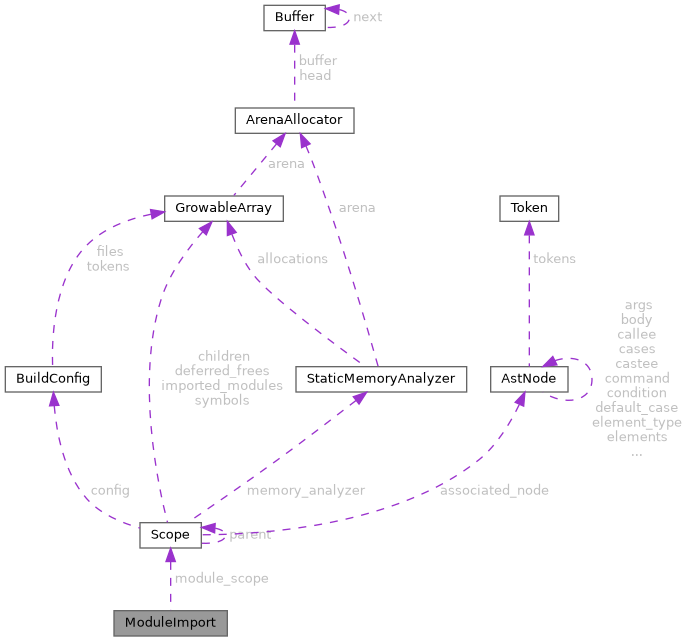 Buffer
next
buffer
head
ArenaAllocator
arena
GrowableArray
arena
Token
files
tokens
allocations
tokens
args
body
callee
cases
castee
command
condition
default_case
element_type
elements
...
children
deferred_frees
imported_modules
symbols
BuildConfig
StaticMemoryAnalyzer
AstNode
config
memory_analyzer
associated_node
Scope
parent
module_scope
ModuleImport